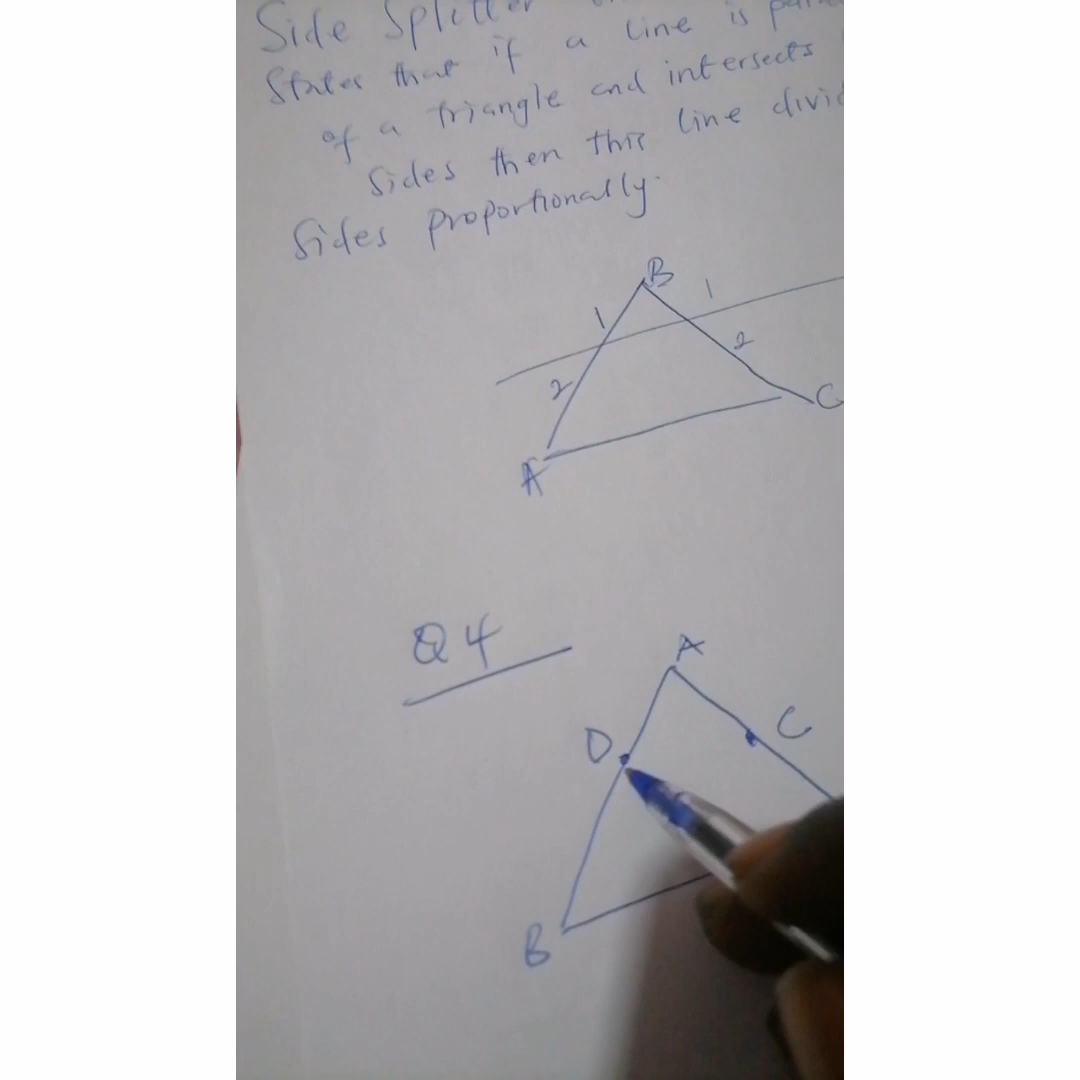 Side Splitter
States that if a line is
of a triangle and intersects
Sides then this line
Sides proportionally.
B
1 1
2 2
C
A
Q4
A
D C
B